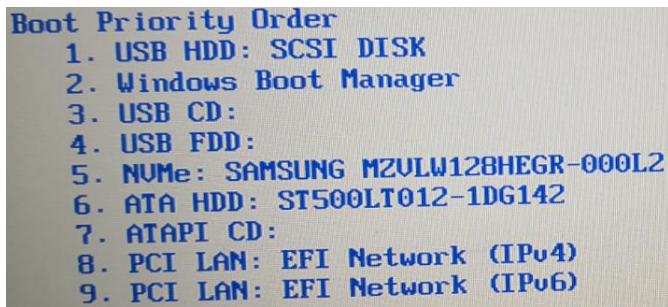 Boot Priority Order
1. USB HDD: SCSI DISK
2. Windows Boot Manager
3. USB CD:
4. USB FDD:
5. NVMe: SAMSUNG MZVLW128HEGR-000L2
6. ATA HDD: ST500LT012-1DG142
7. ATAPI CD:
8. PCI LAN: EFI Network (IPv4)
9. PCI LAN: EFI Network (IPv6)